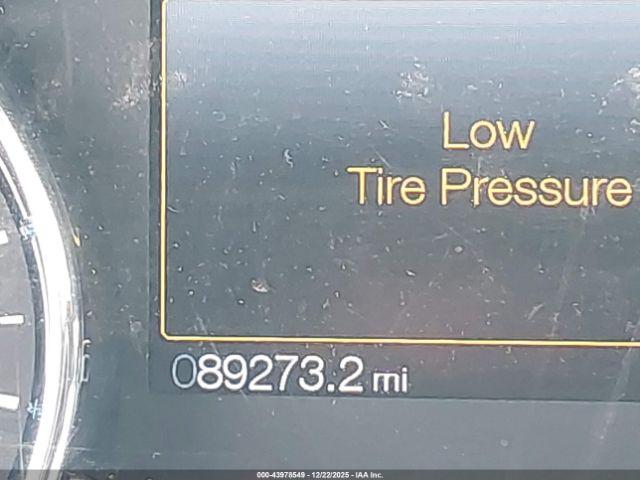 Low
Tire Pressure
089273.2 mi
000-43978549 - 12/22/2025 - IAA Inc.